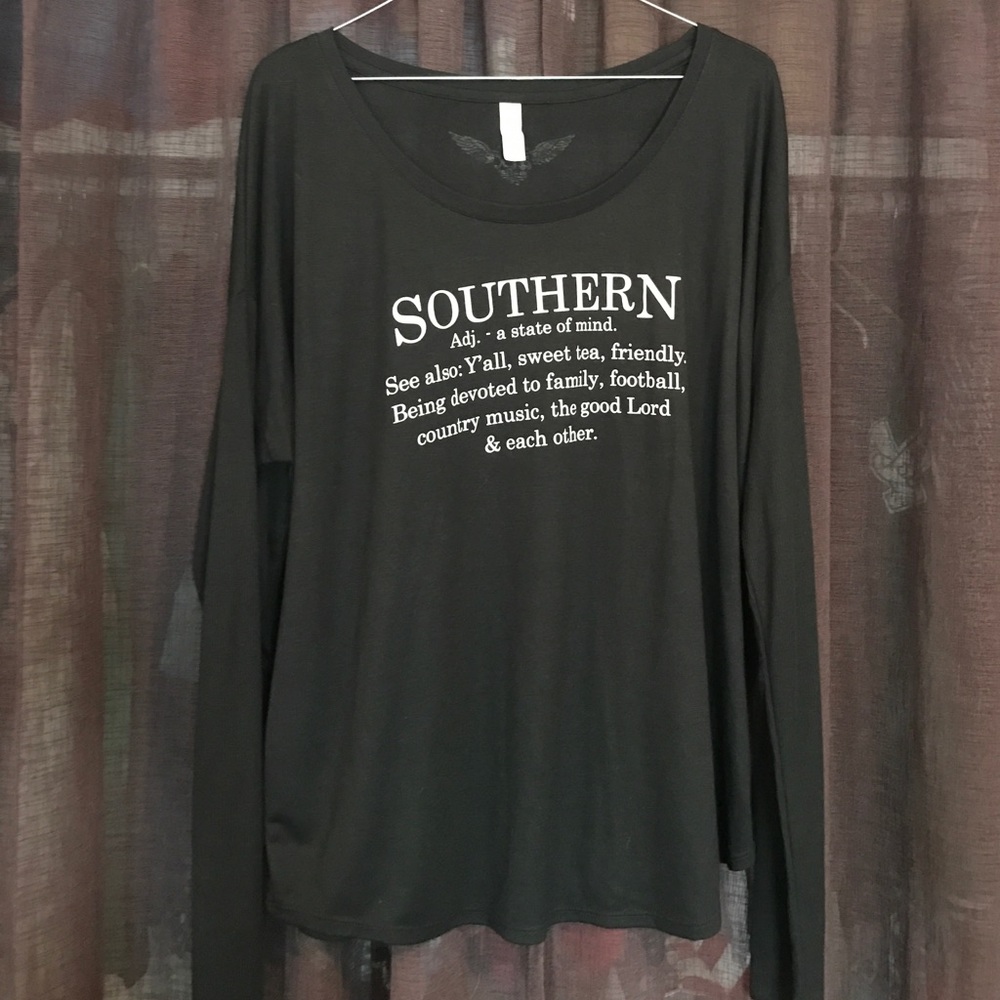 SOUTHERN
Adj. - a state of mind.
See also: Y'all, sweet tea, friendly.
Being devoted to family, football,
country music, the good Lord
& each other.